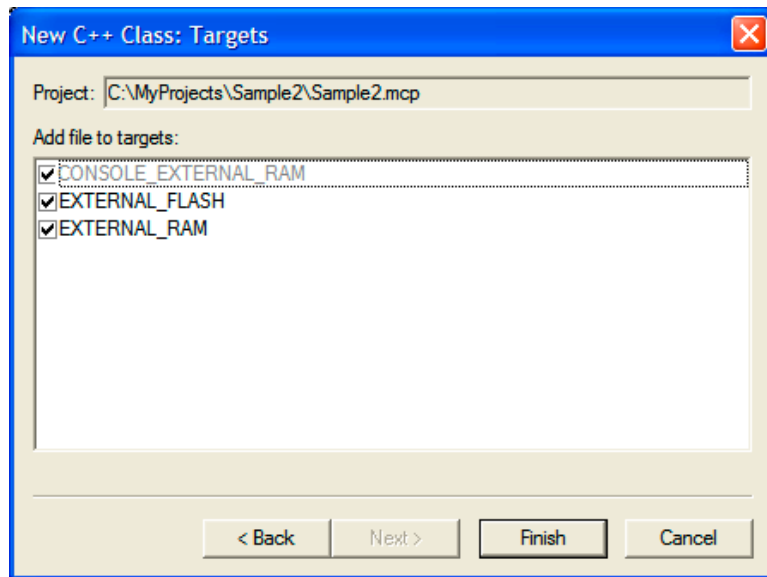 New C++ Class: Targets
Project: C:\MyProjects\Sample2\Sample2.mcp
Add file to targets:
CONSOLE_EXTERNAL_RAM
EXTERNAL_FLASH
EXTERNAL_RAM
< Back Next > Finish Cancel